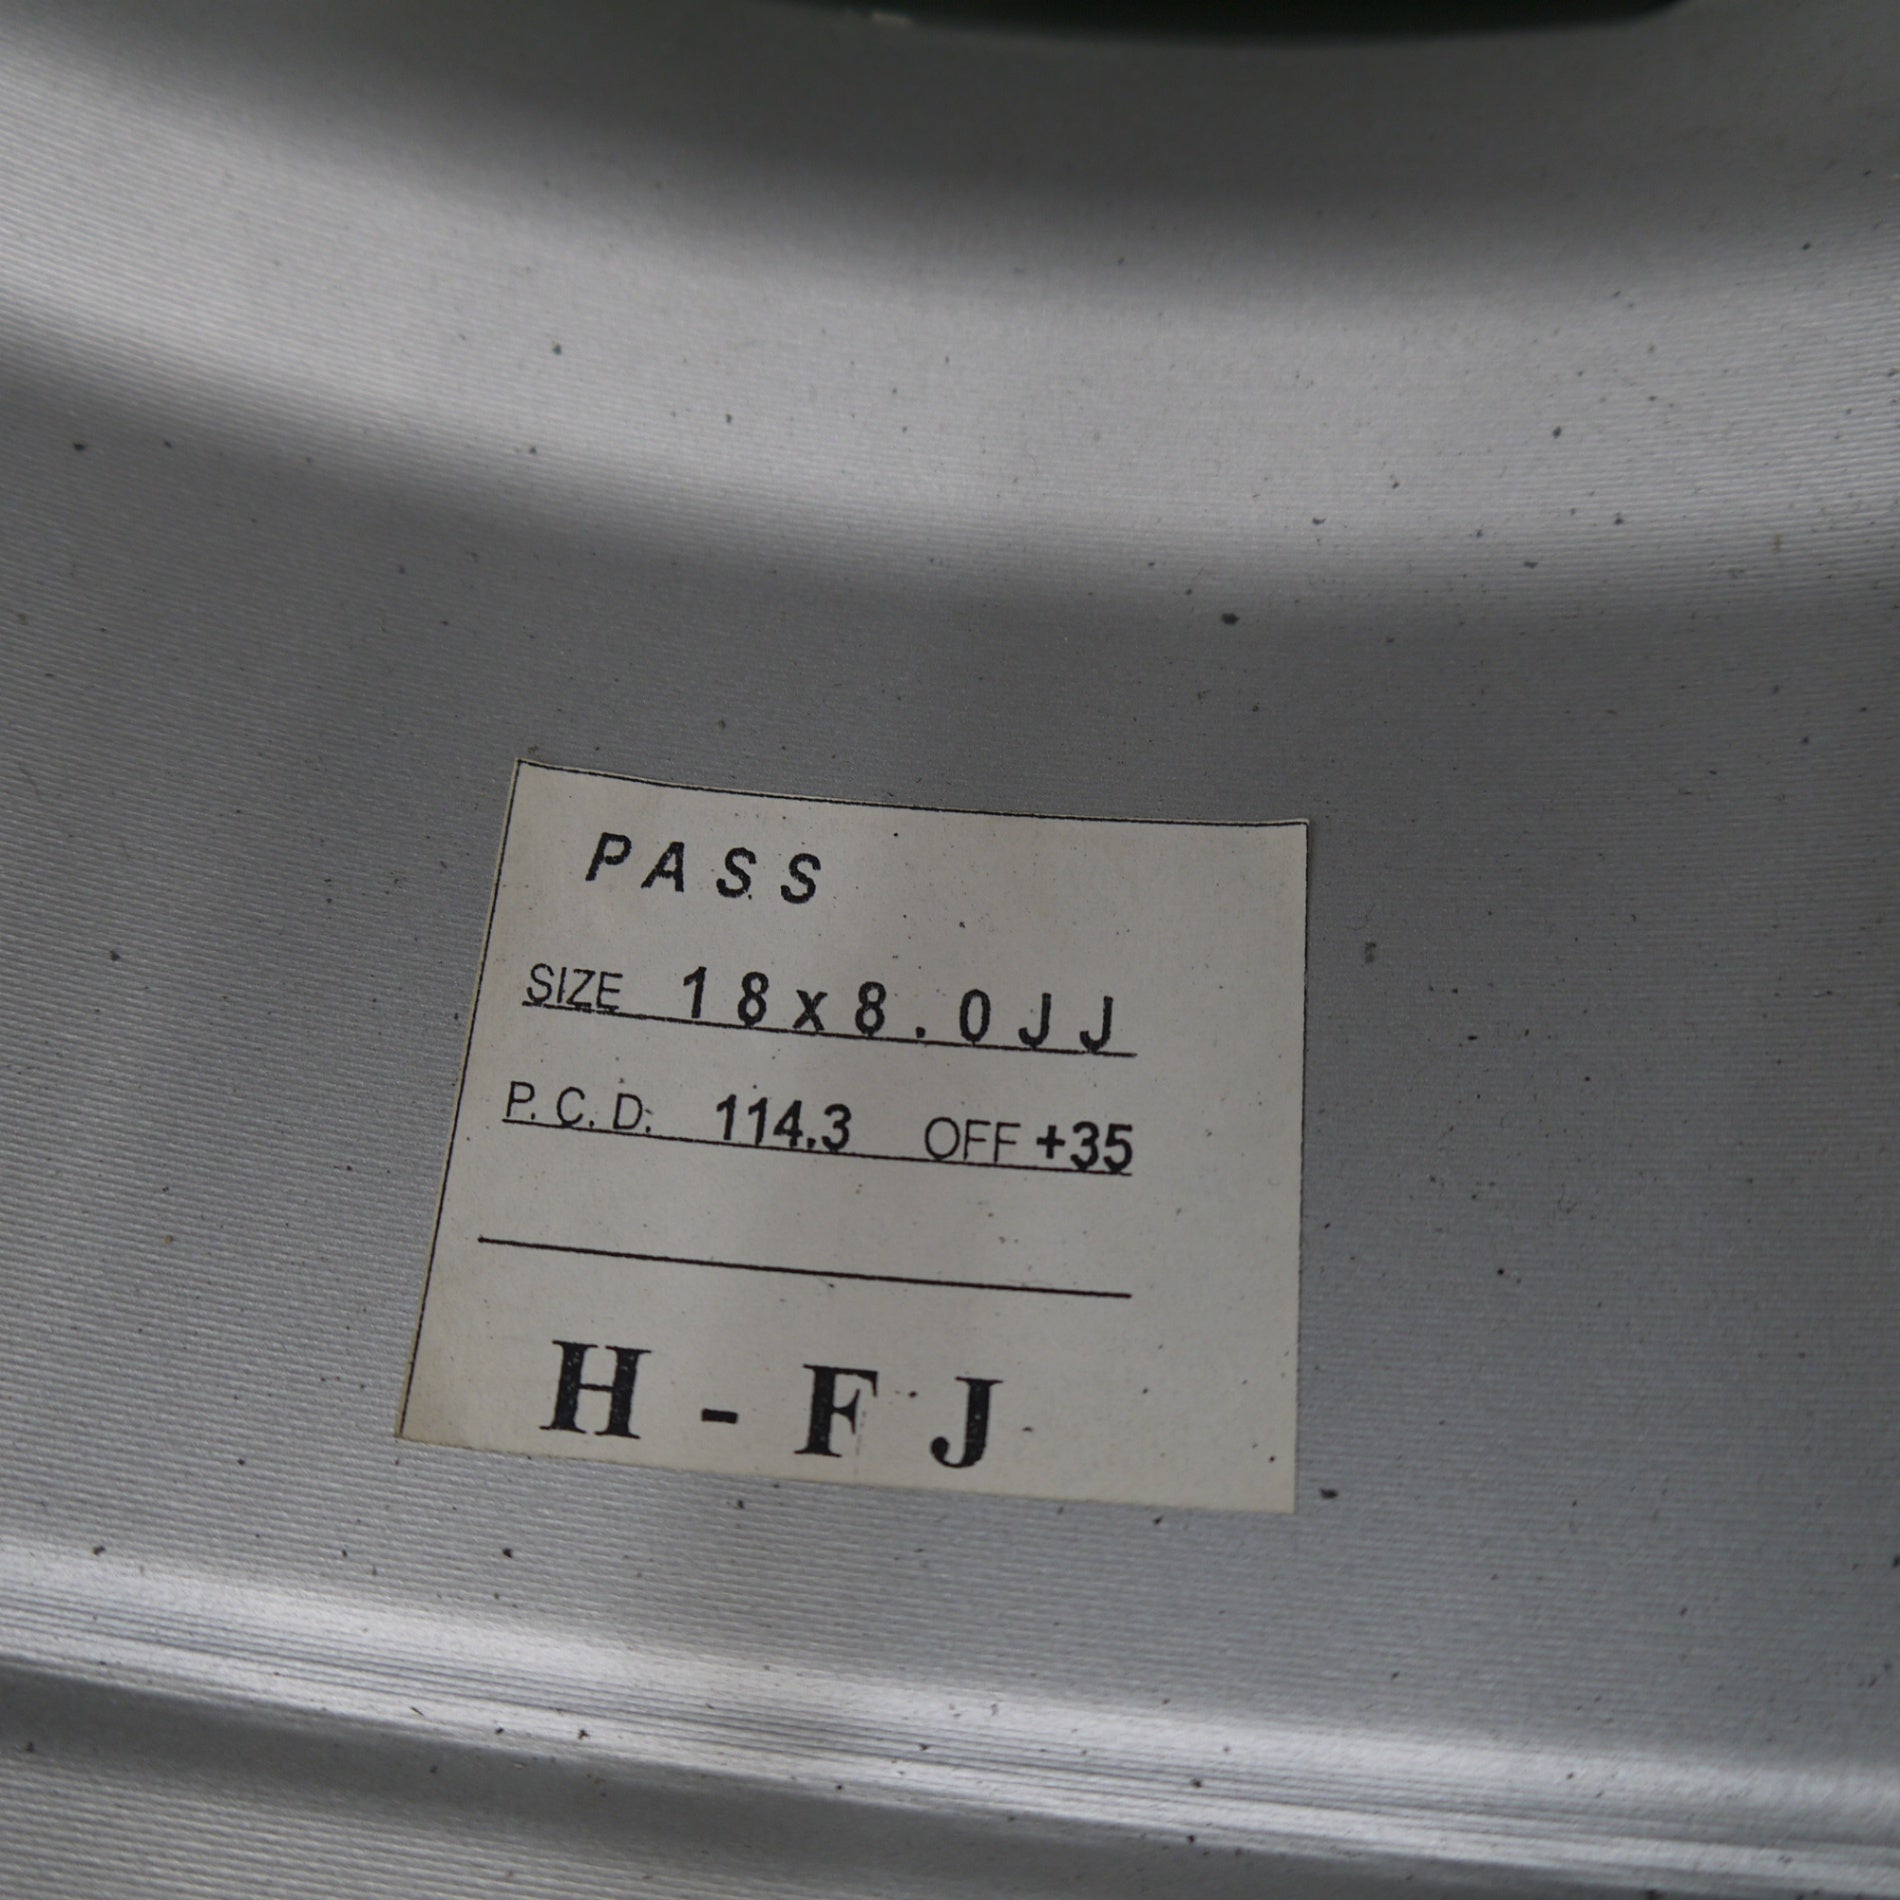 PASS
SIZE 18x8.0JJ
P.C.D. 114.3 OFF +35
H-FJ